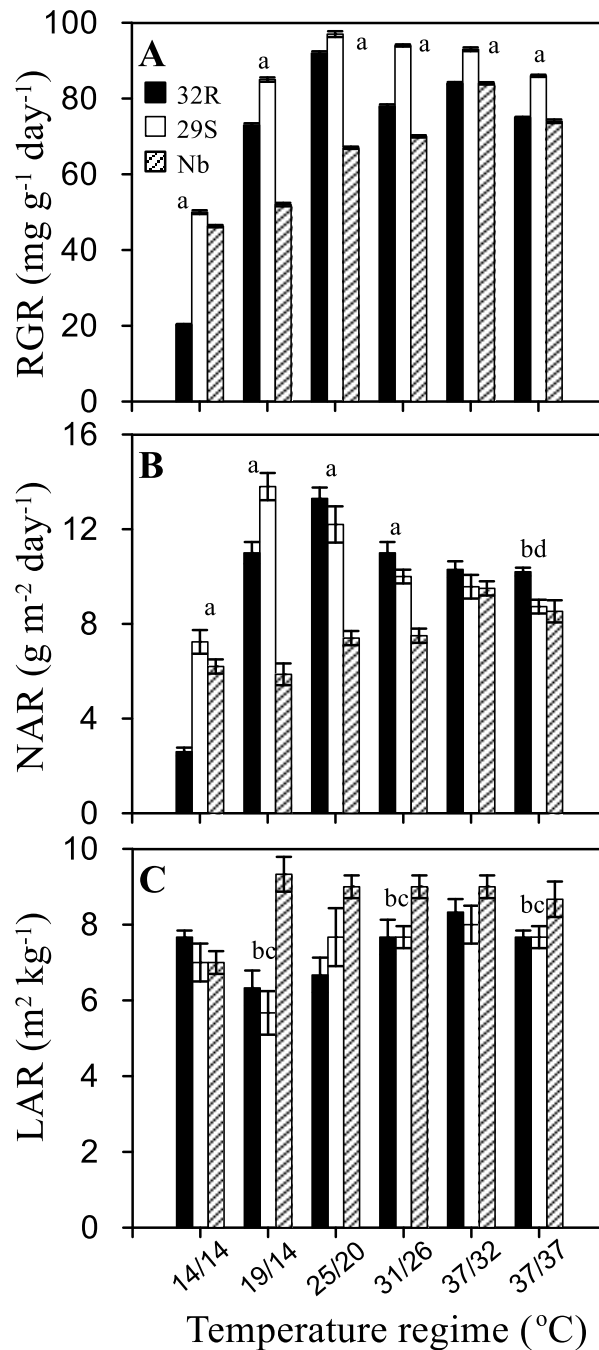 A
32R
29S
Nb
RGR (mg g⁻¹ day⁻¹)
100
80
60
40
20
0
a
a
a
a
a
a
B
NAR (g m⁻² day⁻¹)
16
12
8
4
0
a
a
a
a
bd
C
LAR (m² kg⁻¹)
10
8
6
4
2
0
bc
bc
bc
14/14
19/14
25/20
31/26
37/32
37/37
Temperature regime (°C)